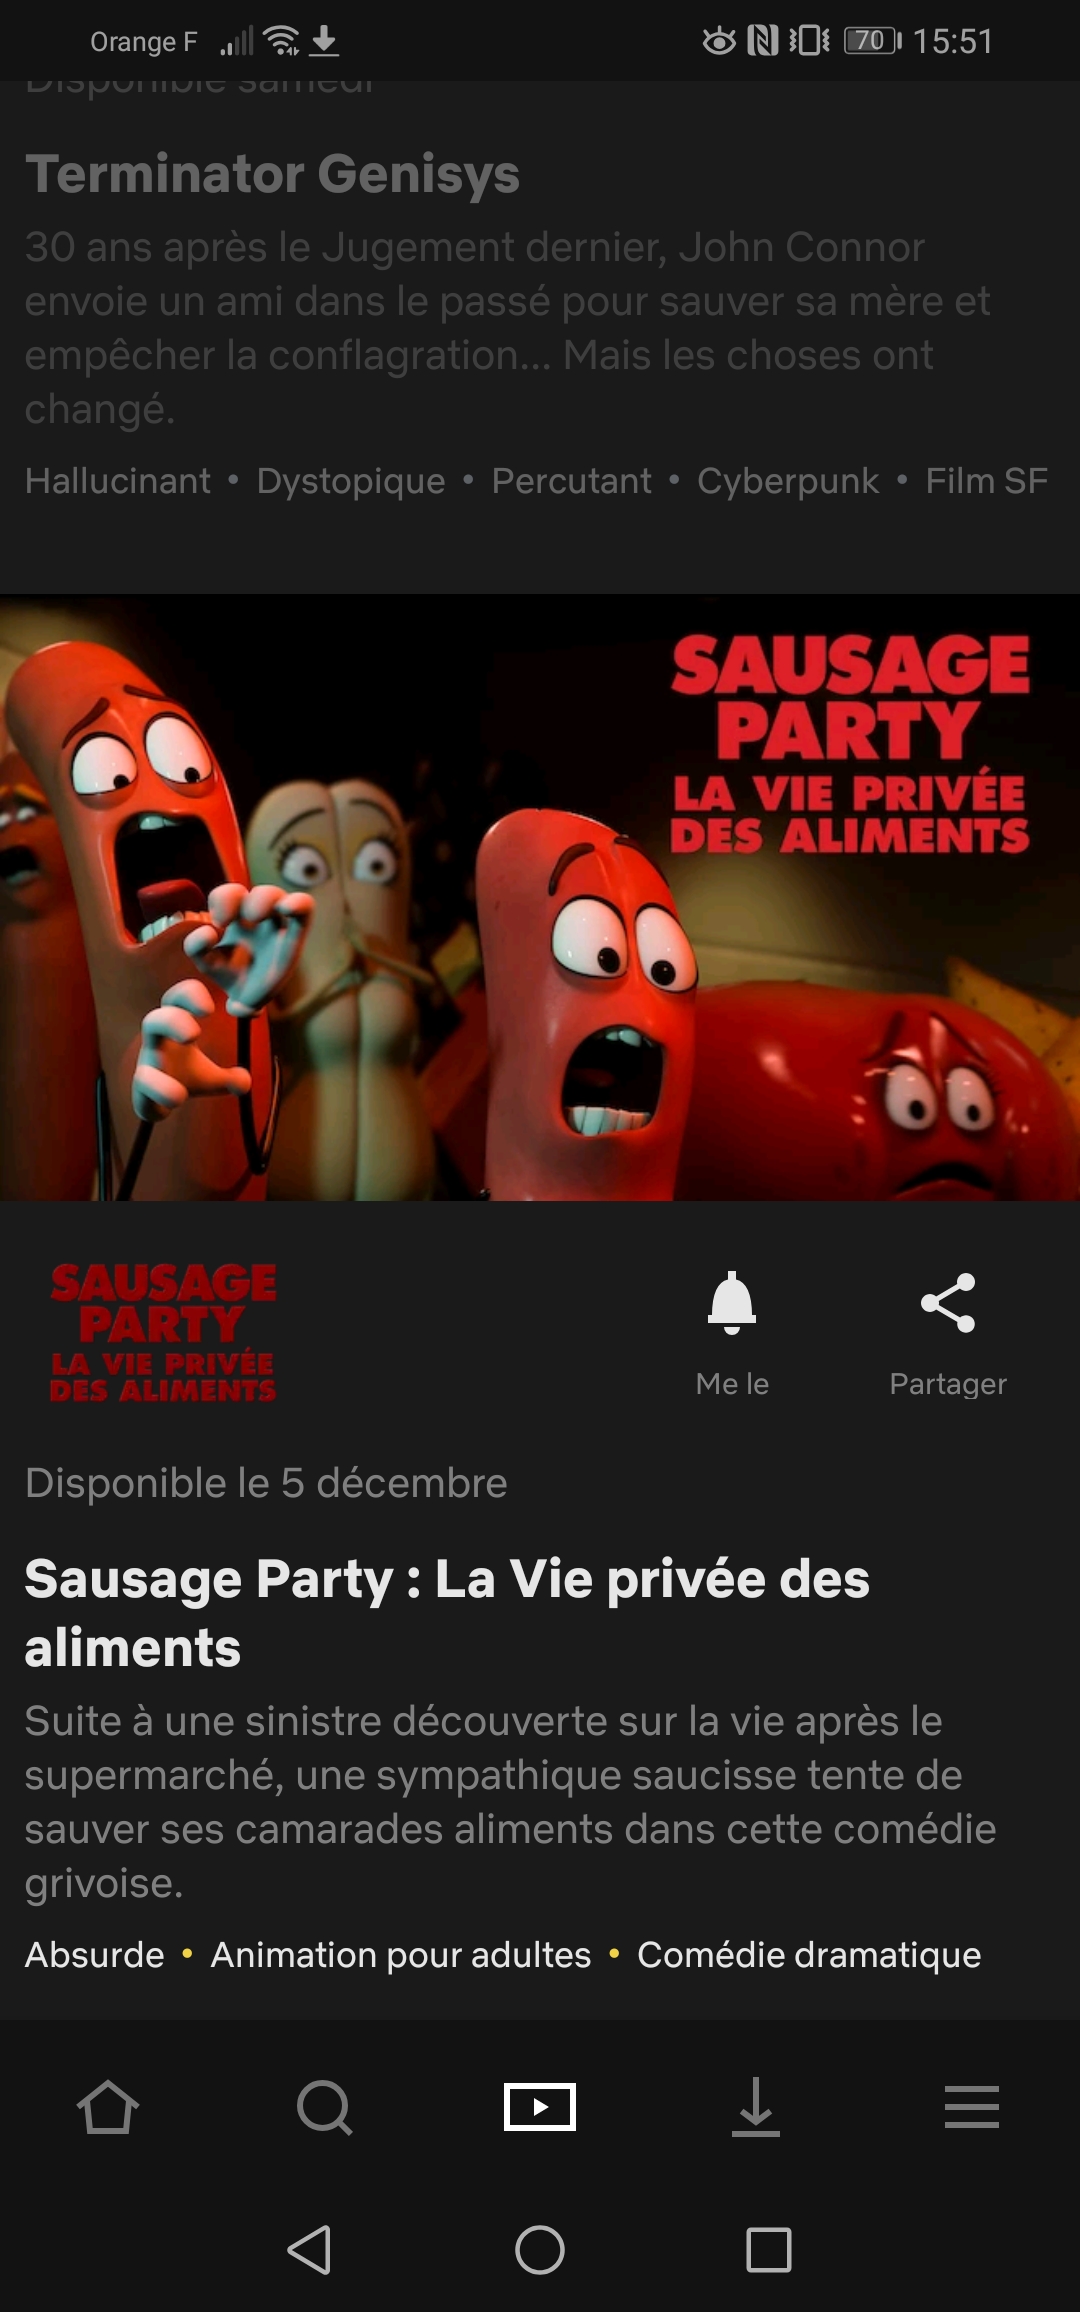 Orange F
70
15:51
Disponible samedi
Terminator Genisys
30 ans après le Jugement dernier, John Connor
envoie un ami dans le passé pour sauver sa mère et
empêcher la conflagration... Mais les choses ont
changé.
Hallucinant • Dystopique • Percutant • Cyberpunk • Film SF
SAUSAGE
PARTY
LA VIE PRIVÉE
DES ALIMENTS
SAUSAGE
PARTY
LA VIE PRIVÉE
DES ALIMENTS
Me le
Partager
Disponible le 5 décembre
Sausage Party : La Vie privée des
aliments
Suite à une sinistre découverte sur la vie après le
supermarché, une sympathique saucisse tente de
sauver ses camarades aliments dans cette comédie
grivoise.
Absurde • Animation pour adultes • Comédie dramatique